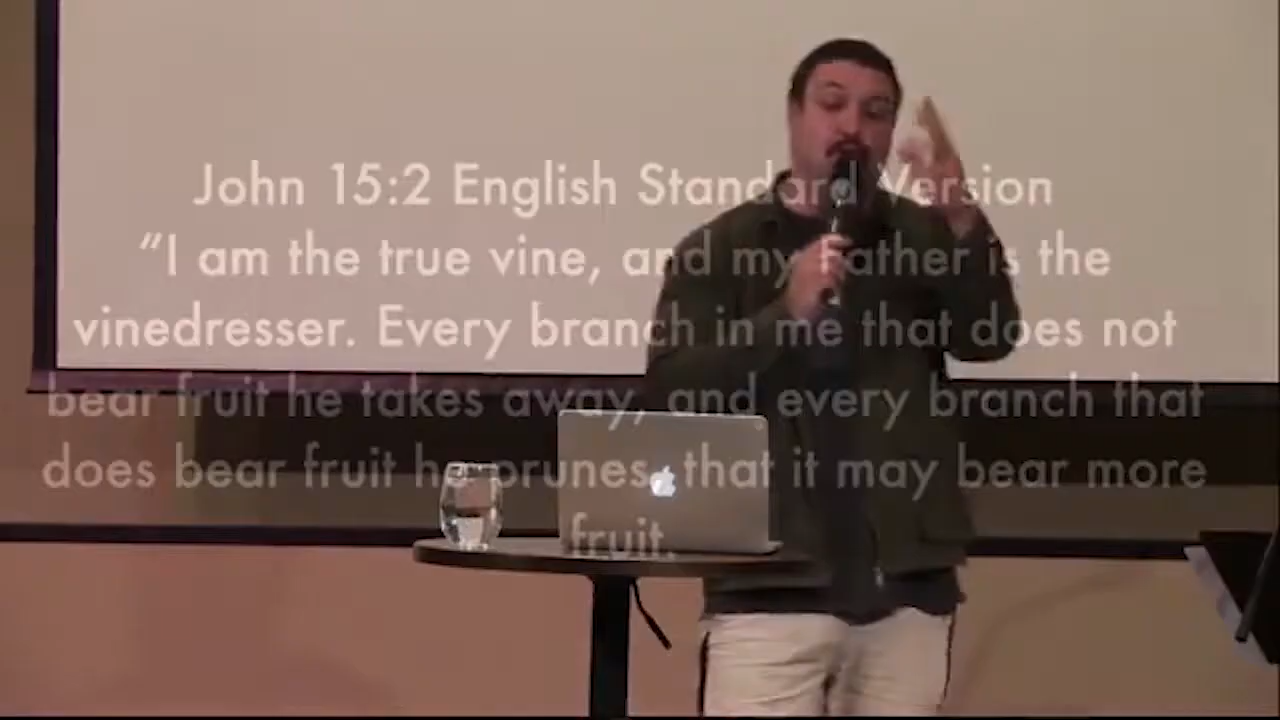 John 15:2 English Standard Version
“I am the true vine, and my Father is the
vinedresser. Every branch in me that does not
bear fruit he takes away, and every branch that
does bear fruit he prunes, that it may bear more
fruit.